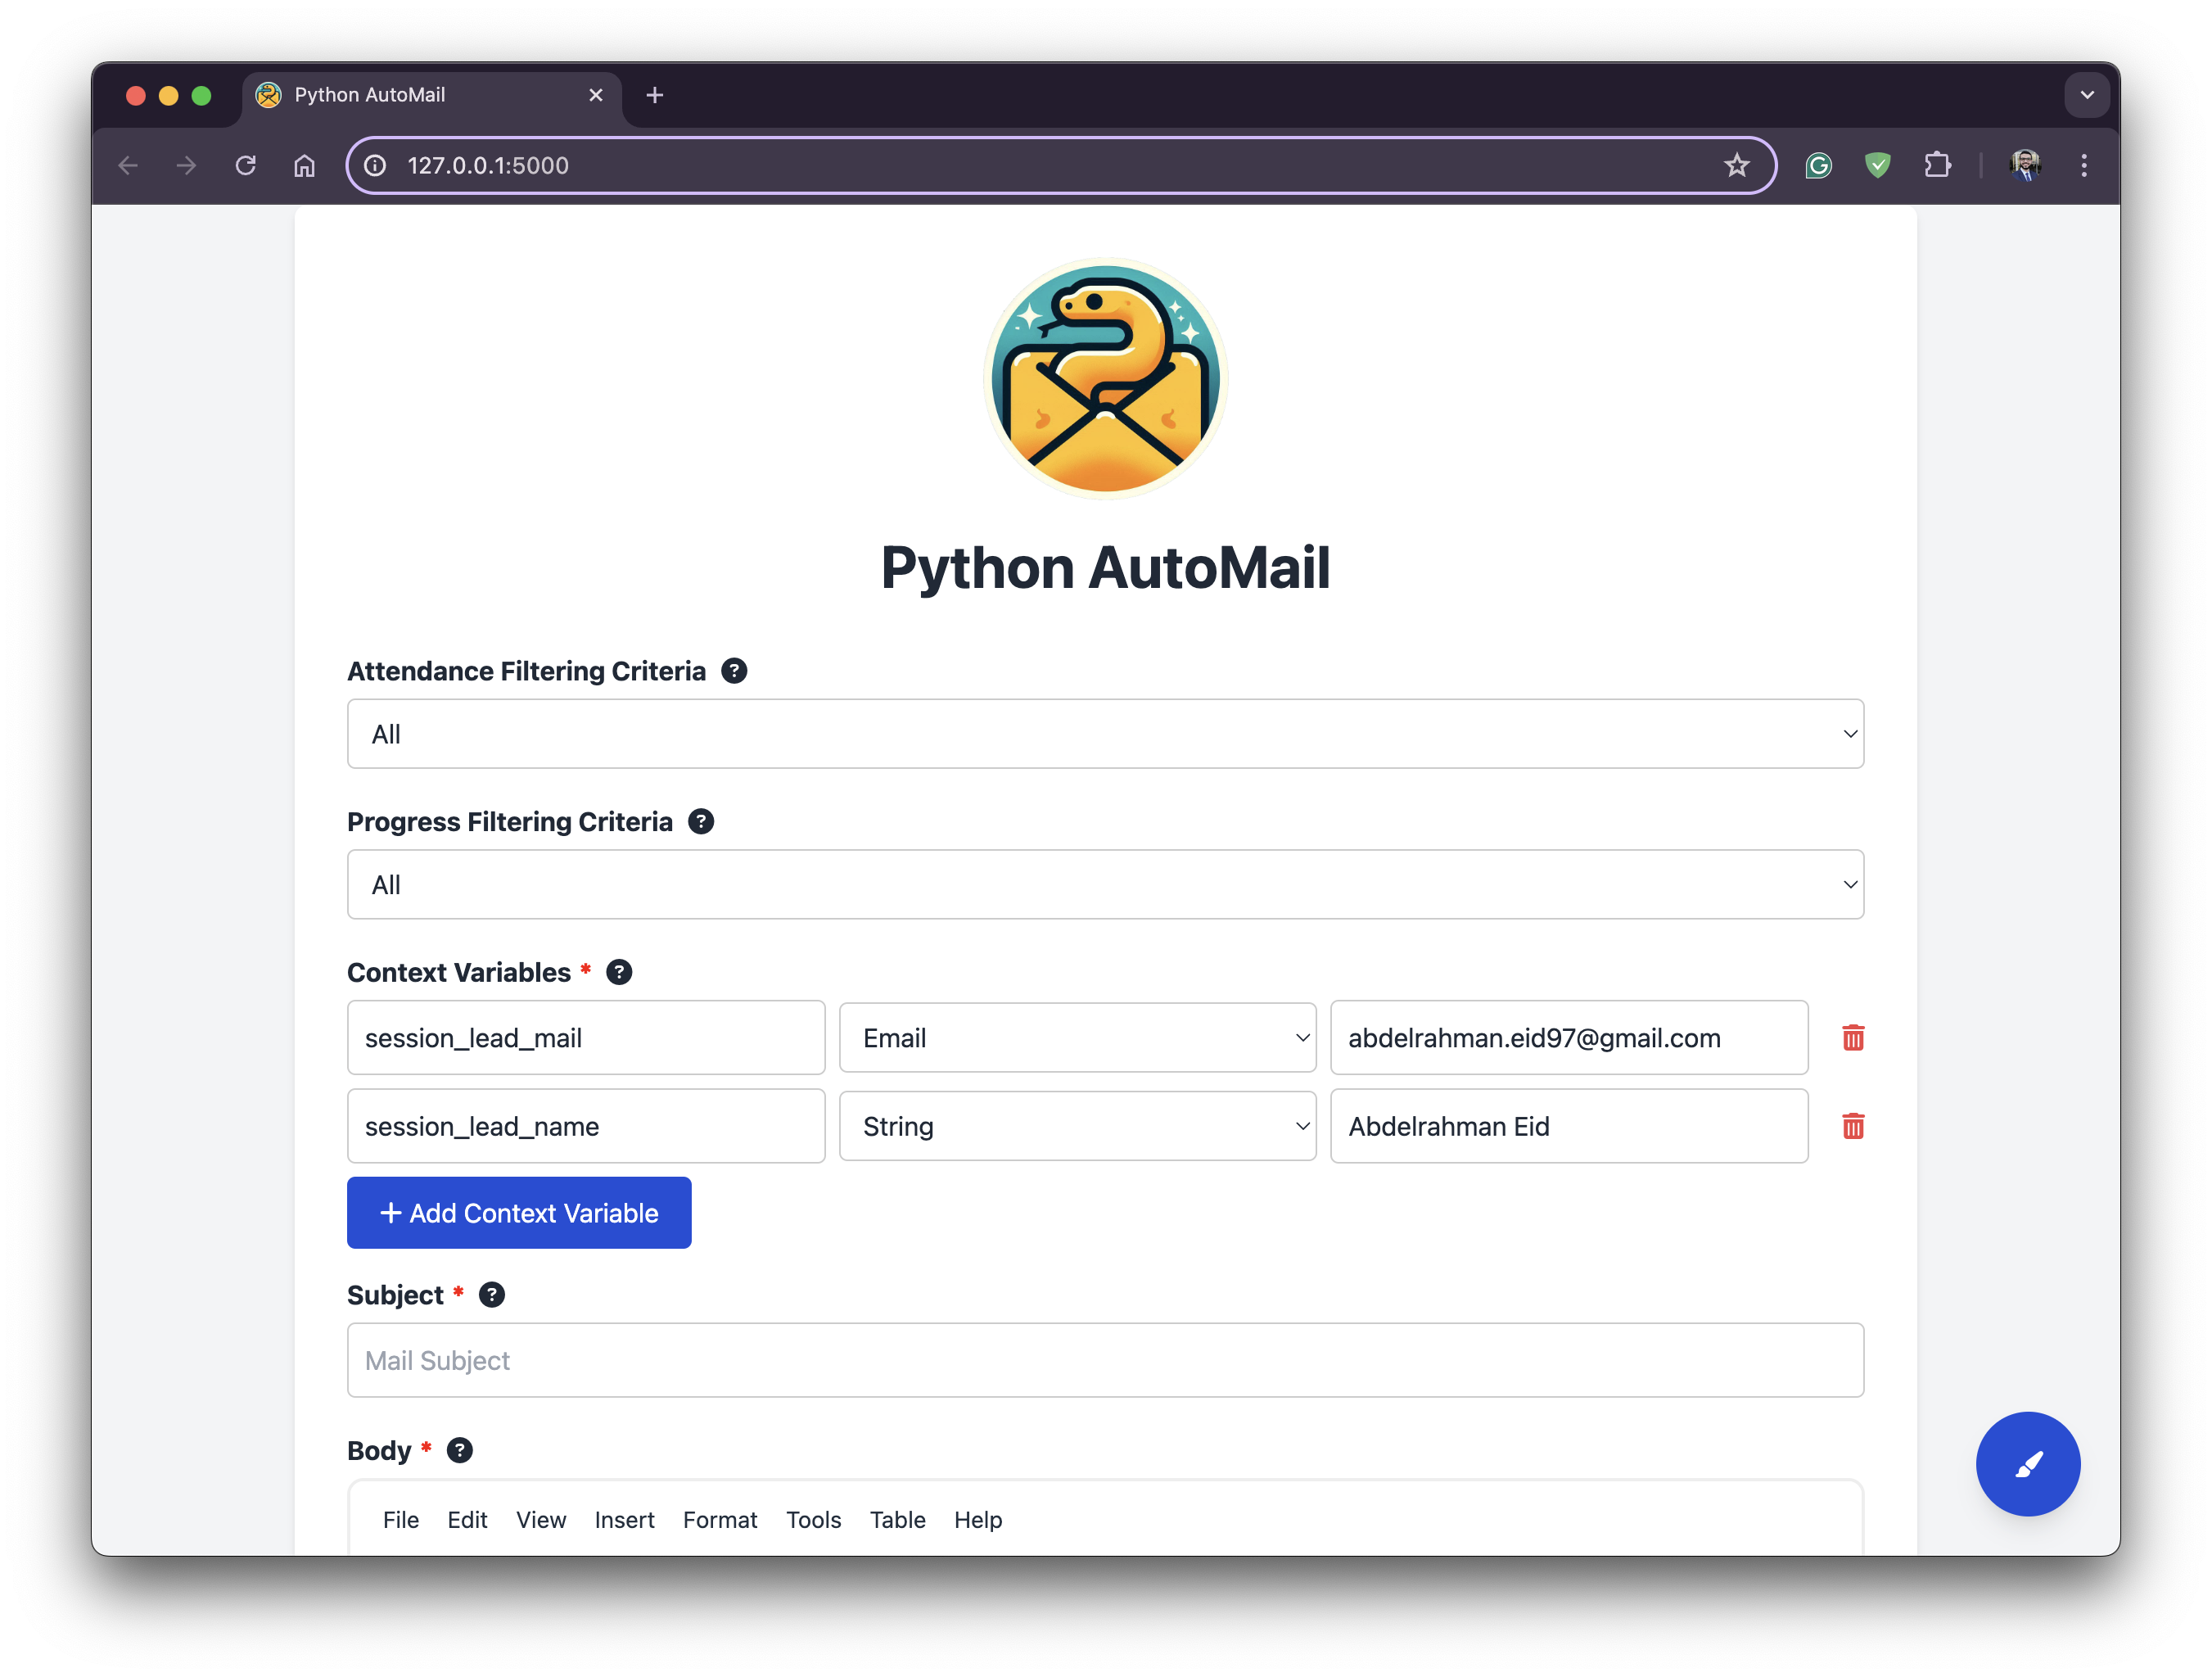 Python AutoMail
127.0.0.1:5000
Python AutoMail
Attendance Filtering Criteria ?
All
Progress Filtering Criteria ?
All
Context Variables * ?
session_lead_mail Email abdelrahman.eid97@gmail.com
session_lead_name String Abdelrahman Eid
+ Add Context Variable
Subject * ?
Mail Subject
Body * ?
File Edit View Insert Format Tools Table Help